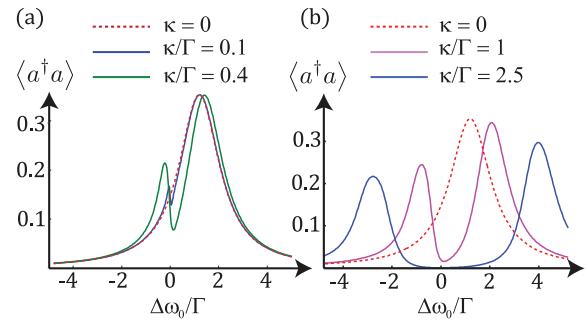 (a)
κ = 0
κ/Γ = 0.1
κ/Γ = 0.4
⟨a†a⟩
0.3
0.2
0.1
-4 -2 0 2 4
Δω₀/Γ
(b)
κ = 0
κ/Γ = 1
κ/Γ = 2.5
⟨a†a⟩
0.3
0.2
0.1
-4 -2 0 2 4
Δω₀/Γ